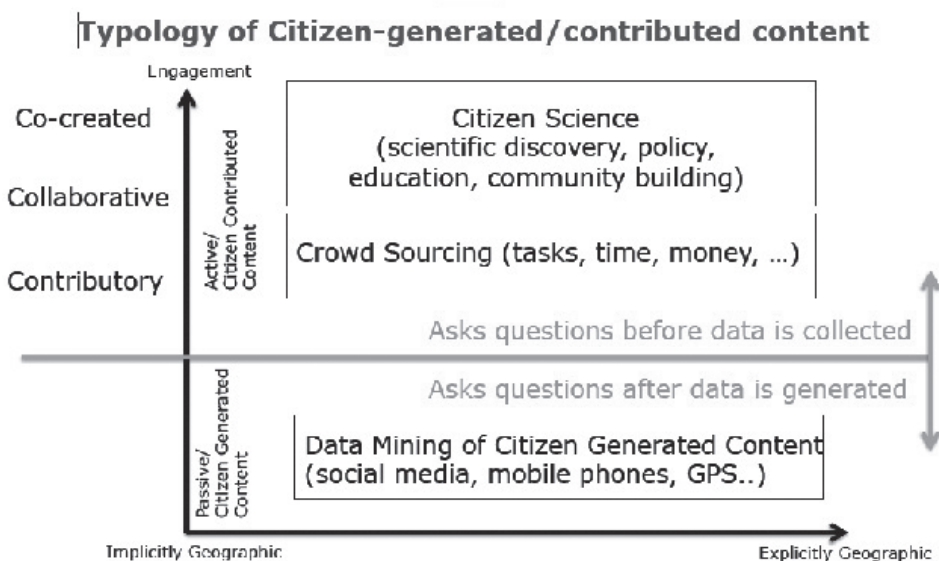 Typology of Citizen-generated/contributed content
Engagement
Co-created
Collaborative
Contributory
Active/
Citizen Contributed
Content
Citizen Science
(scientific discovery, policy,
education, community building)
Crowd Sourcing (tasks, time, money, ...)
Asks questions before data is collected
Asks questions after data is generated
Passive/
Citizen Generated
Content
Data Mining of Citizen Generated Content
(social media, mobile phones, GPS..)
Implicitly Geographic
Explicitly Geographic